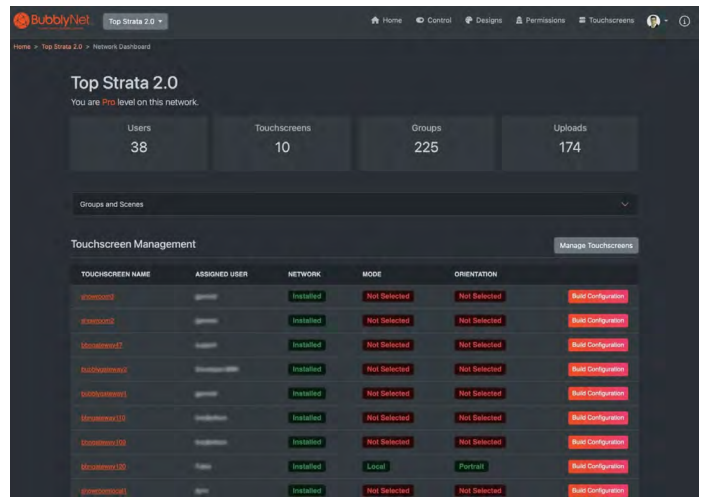 BubblyNet Top Strata 2.0 Home Control Designs Permissions Touchscreens
Home > Top Strata 2.0 > Network Dashboard
Top Strata 2.0
You are Pro level on this network.
Users Touchscreens Groups Uploads
38 10 225 174
Groups and Scenes
Touchscreen Management Manage Touchscreens
TOUCHSCREEN NAME ASSIGNED USER NETWORK MODE ORIENTATION
Installed Not Selected Not Selected Build Configuration
Installed Not Selected Not Selected Build Configuration
Installed Not Selected Not Selected Build Configuration
Installed Not Selected Not Selected Build Configuration
Installed Not Selected Not Selected Build Configuration
Installed Not Selected Not Selected Build Configuration
Installed Not Selected Not Selected Build Configuration
Installed Local Portrait Build Configuration
Installed Not Selected Not Selected Build Configuration